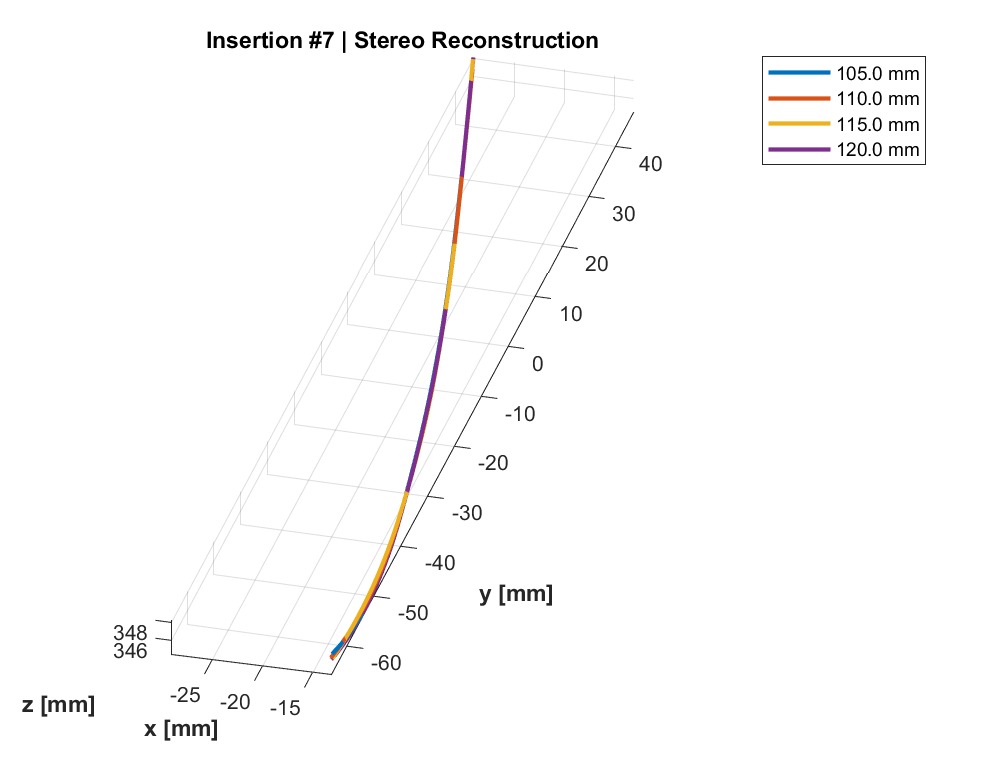 Insertion #7 | Stereo Reconstruction
105.0 mm
110.0 mm
115.0 mm
120.0 mm
40
30
20
10
0
-10
-20
-30
-40
-50
-60
y [mm]
348
346
z [mm]
-25
-20
-15
x [mm]